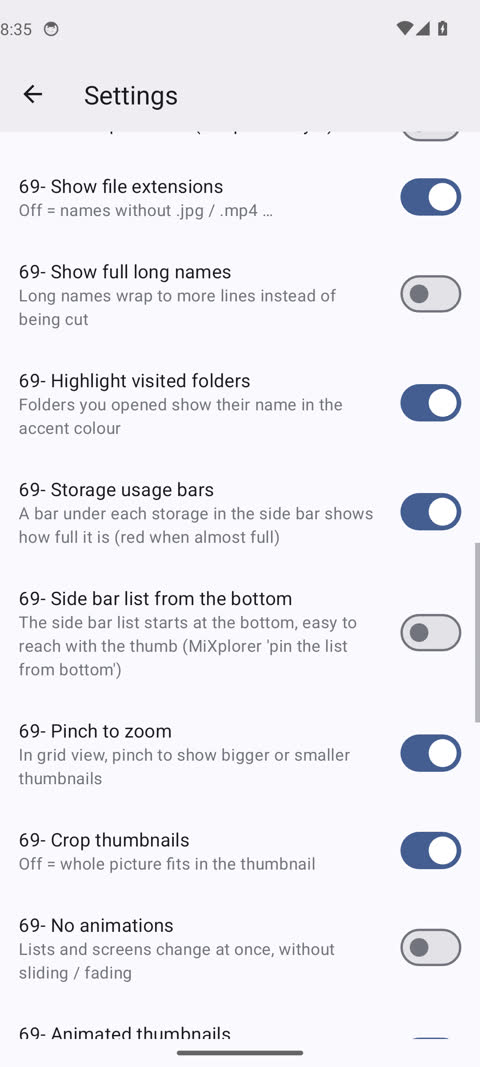 8:35
Settings
69- Show file extensions
Off = names without .jpg / .mp4 ...
69- Show full long names
Long names wrap to more lines instead of
being cut
69- Highlight visited folders
Folders you opened show their name in the
accent colour
69- Storage usage bars
A bar under each storage in the side bar shows
how full it is (red when almost full)
69- Side bar list from the bottom
The side bar list starts at the bottom, easy to
reach with the thumb (MiXplorer 'pin the list
from bottom')
69- Pinch to zoom
In grid view, pinch to show bigger or smaller
thumbnails
69- Crop thumbnails
Off = whole picture fits in the thumbnail
69- No animations
Lists and screens change at once, without
sliding / fading
69- Animated thumbnails